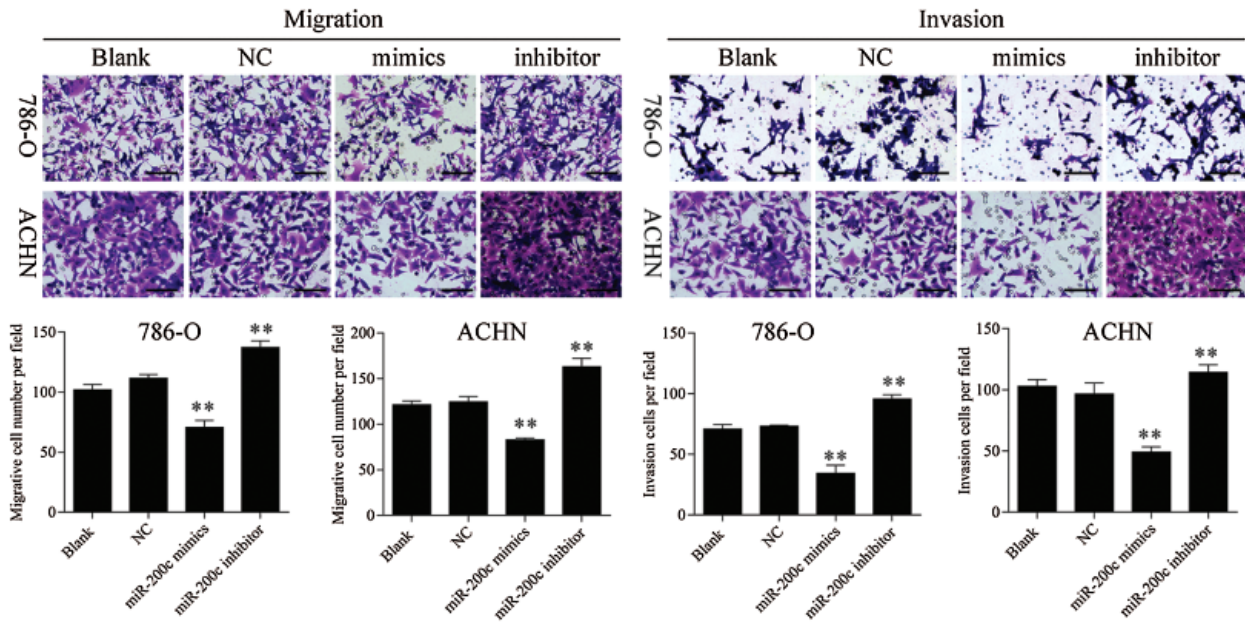 Migration
Invasion
Blank NC mimics inhibitor
Blank NC mimics inhibitor
786-O
786-O
ACHN
ACHN
786-O
Migrative cell number per field
150
100
50
0
**
**
Blank
NC
miR-200c mimics
miR-200c inhibitor
ACHN
Migrative cell number per field
200
150
100
50
0
**
**
Blank
NC
miR-200c mimics
miR-200c inhibitor
786-O
Invasion cells per field
150
100
50
0
**
**
Blank
NC
miR-200c mimics
miR-200c inhibitor
ACHN
Invasion cells per field
150
100
50
0
**
**
Blank
NC
miR-200c mimics
miR-200c inhibitor